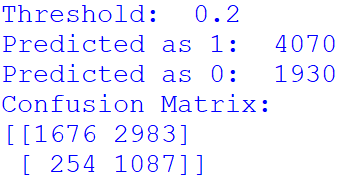 Threshold:  0.2
Predicted as 1:  4070
Predicted as 0:  1930
Confusion Matrix:
[[1676 2983]
 [ 254 1087]]